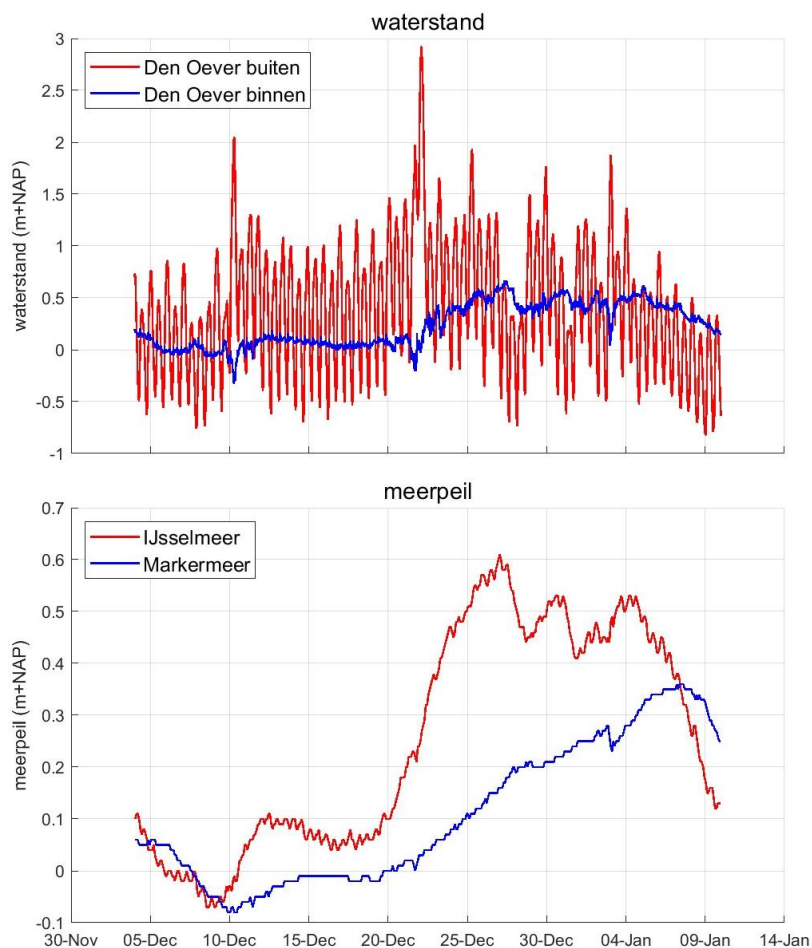 waterstand
3
2.5
2
1.5
1
0.5
0
-0.5
-1
waterstand (m+NAP)
Den Oever buiten
Den Oever binnen
meerpeil
0.7
0.6
0.5
0.4
0.3
0.2
0.1
0
-0.1
meerpeil (m+NAP)
IJsselmeer
Markermeer
30-Nov 05-Dec 10-Dec 15-Dec 20-Dec 25-Dec 30-Dec 04-Jan 09-Jan 14-Jan